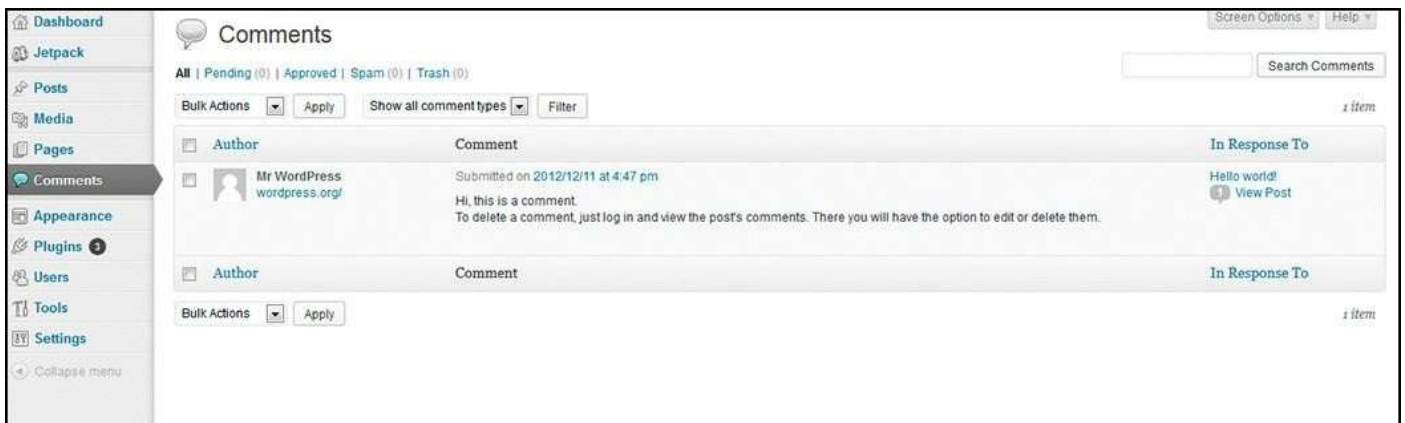 Dashboard
Jetpack
Posts
Media
Pages
Comments
Appearance
Plugins 3
Users
Tools
Settings
Collapse menu
Screen Options Help
Comments
All | Pending (0) | Approved | Spam (0) | Trash (0)
Search Comments
Bulk Actions Apply Show all comment types Filter 1 item
Author Comment In Response To
Mr WordPress Submitted on 2012/12/11 at 4:47 pm Hello world!
wordpress.org/ 1 View Post
Hi, this is a comment.
To delete a comment, just log in and view the post's comments. There you will have the option to edit or delete them.
Author Comment In Response To
Bulk Actions Apply 1 item